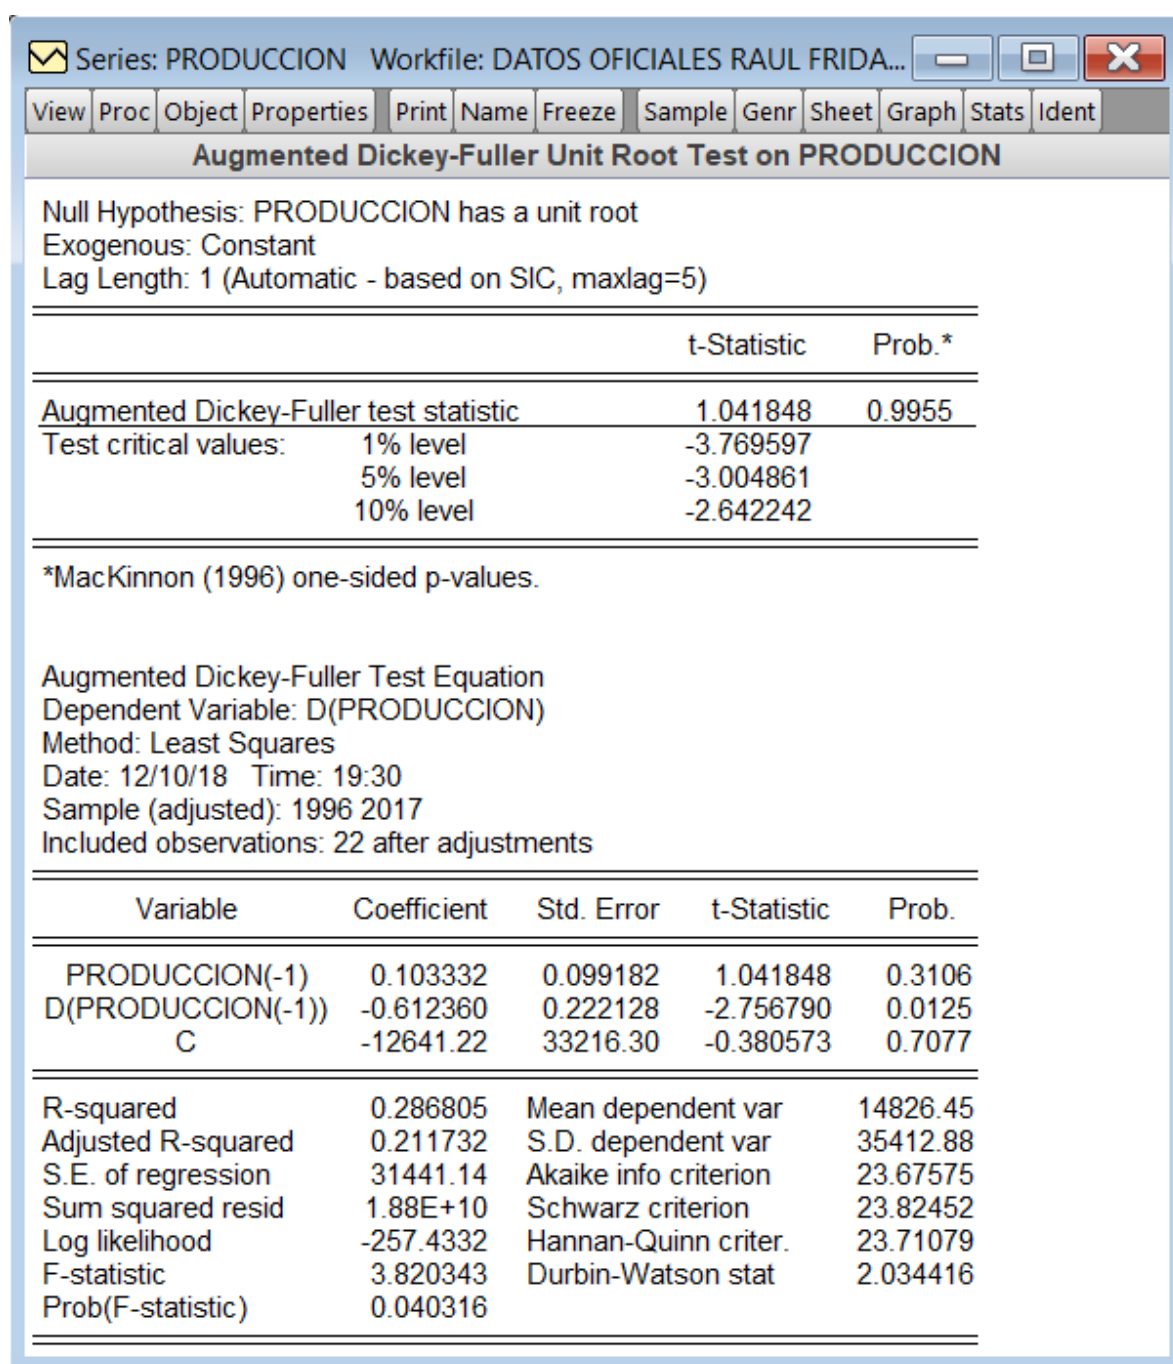 Series: PRODUCCION Workfile: DATOS OFICIALES RAUL FRIDA...
View Proc Object Properties Print Name Freeze Sample Genr Sheet Graph Stats Ident
Augmented Dickey-Fuller Unit Root Test on PRODUCCION
Null Hypothesis: PRODUCCION has a unit root
Exogenous: Constant
Lag Length: 1 (Automatic - based on SIC, maxlag=5)
t-Statistic Prob.*
Augmented Dickey-Fuller test statistic 1.041848 0.9955
Test critical values: 1% level -3.769597
5% level -3.004861
10% level -2.642242
*MacKinnon (1996) one-sided p-values.
Augmented Dickey-Fuller Test Equation
Dependent Variable: D(PRODUCCION)
Method: Least Squares
Date: 12/10/18 Time: 19:30
Sample (adjusted): 1996 2017
Included observations: 22 after adjustments
Variable Coefficient Std. Error t-Statistic Prob.
PRODUCCION(-1) 0.103332 0.099182 1.041848 0.3106
D(PRODUCCION(-1)) -0.612360 0.222128 -2.756790 0.0125
C -12641.22 33216.30 -0.380573 0.7077
R-squared 0.286805 Mean dependent var 14826.45
Adjusted R-squared 0.211732 S.D. dependent var 35412.88
S.E. of regression 31441.14 Akaike info criterion 23.67575
Sum squared resid 1.88E+10 Schwarz criterion 23.82452
Log likelihood -257.4332 Hannan-Quinn criter. 23.71079
F-statistic 3.820343 Durbin-Watson stat 2.034416
Prob(F-statistic) 0.040316